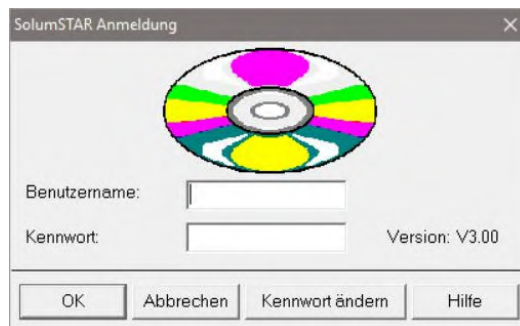 SolumSTAR Anmeldung
Benutzername:
Kennwort:
Version: V3.00
OK
Abbrechen
Kennwort ändern
Hilfe